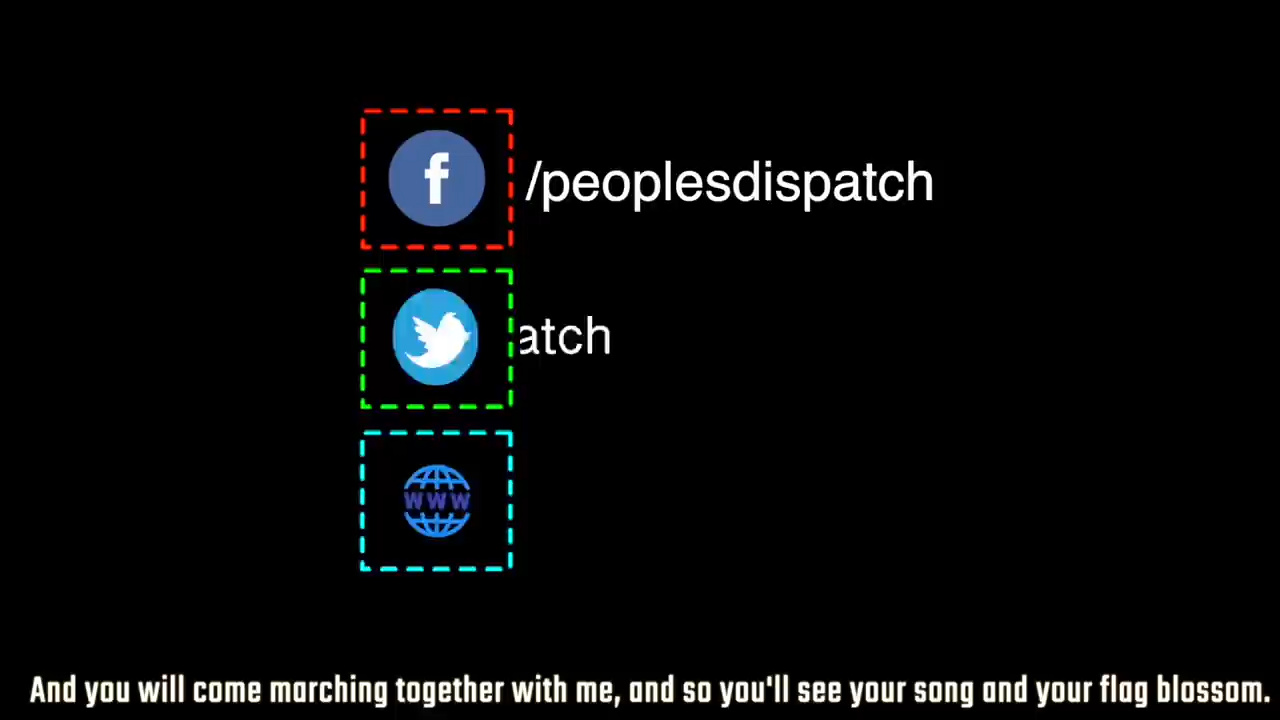 f /peoplesdispatch
atch
WWW
And you will come marching together with me, and so you'll see your song and your flag blossom.